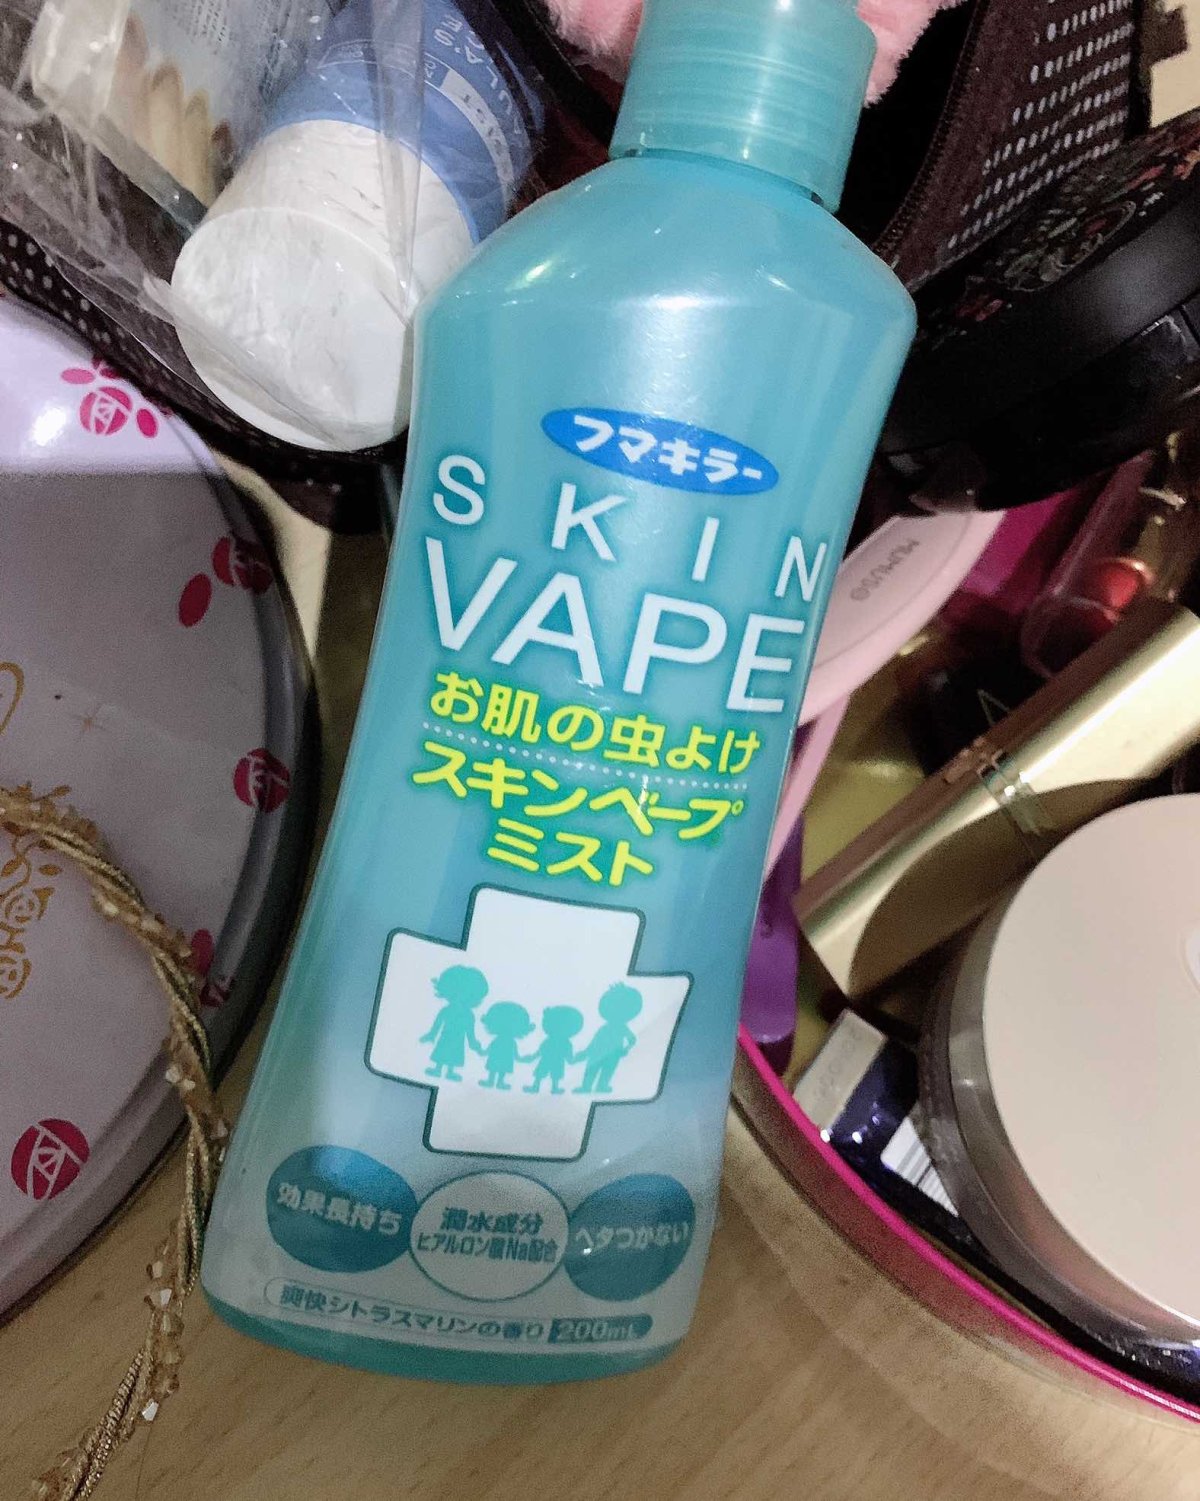 フマキラー
SKIN
VAPE
お肌の虫よけ
スキンベープ
ミスト
効果長持ち
潤水成分
ヒアルロン酸Na配合
ベタつかない
爽快シトラスマリンの香り 200mL